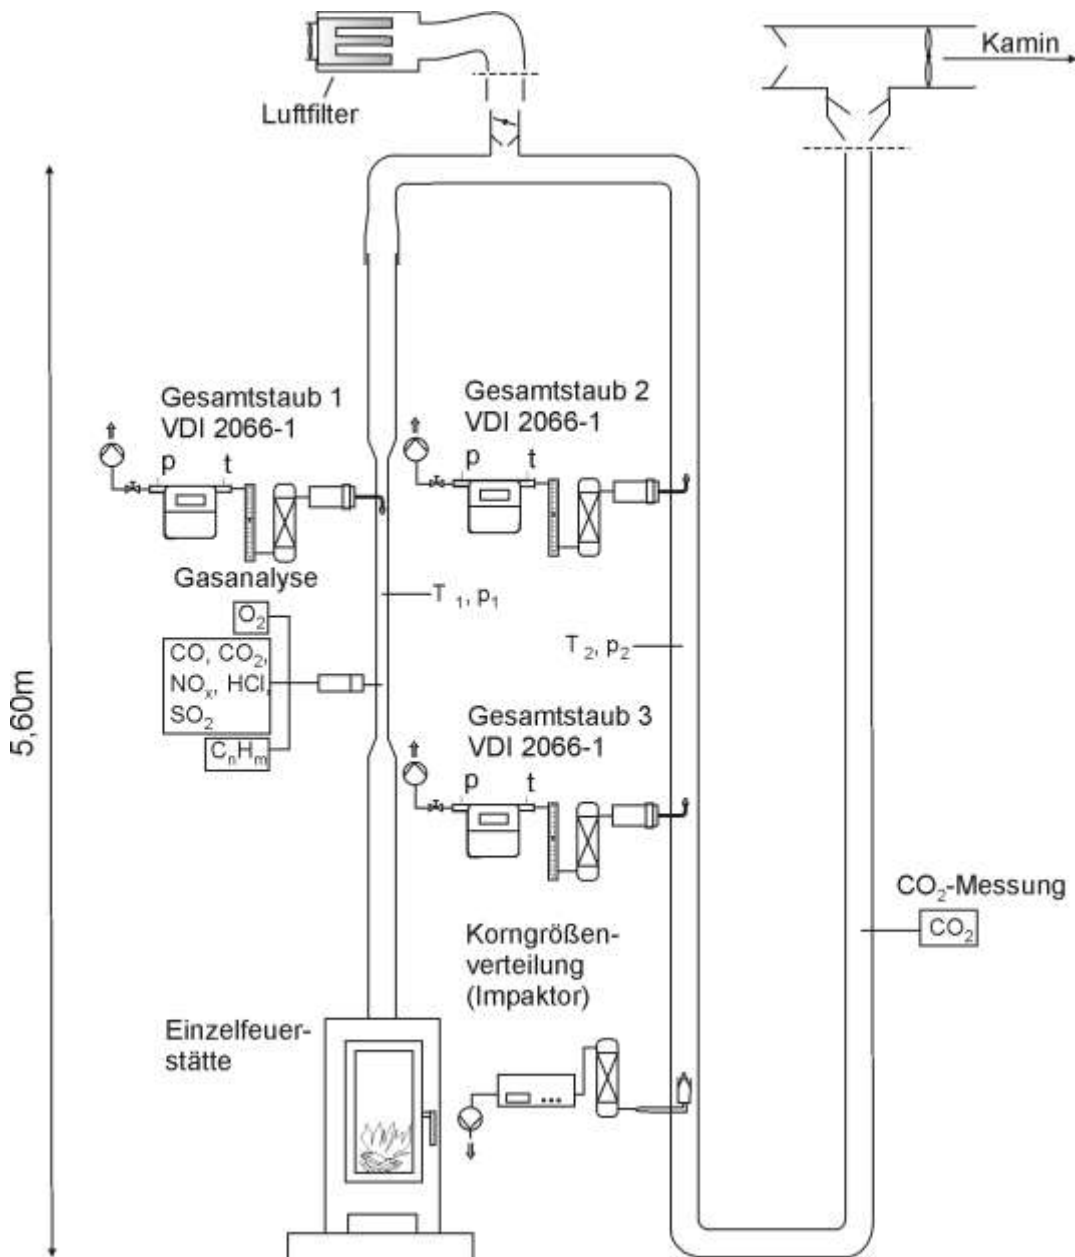 Kamin
Luftfilter
5,60m
Gesamtstaub 1
VDI 2066-1
p t
Gesamtstaub 2
VDI 2066-1
p t
Gasanalyse
O₂
CO, CO₂,
NOₓ, HCl,
SO₂
CₙHₘ
T ₁, p₁
T ₂, p₂
Gesamtstaub 3
VDI 2066-1
p t
CO₂-Messung
CO₂
Korngrößen-
verteilung
(Impaktor)
Einzelfeuer-
stätte